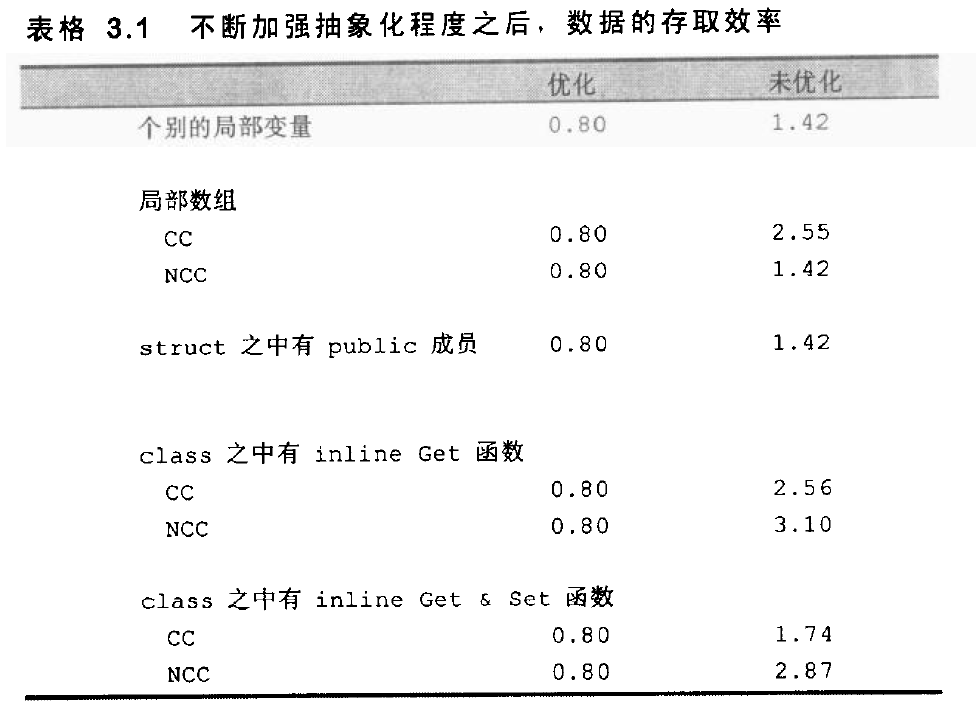 表格 3.1 不断加强抽象化程度之后，数据的存取效率
优化 未优化
个别的局部变量 0.80 1.42
局部数组
CC 0.80 2.55
NCC 0.80 1.42
struct 之中有 public 成员 0.80 1.42
class 之中有 inline Get 函数
CC 0.80 2.56
NCC 0.80 3.10
class 之中有 inline Get & Set 函数
CC 0.80 1.74
NCC 0.80 2.87